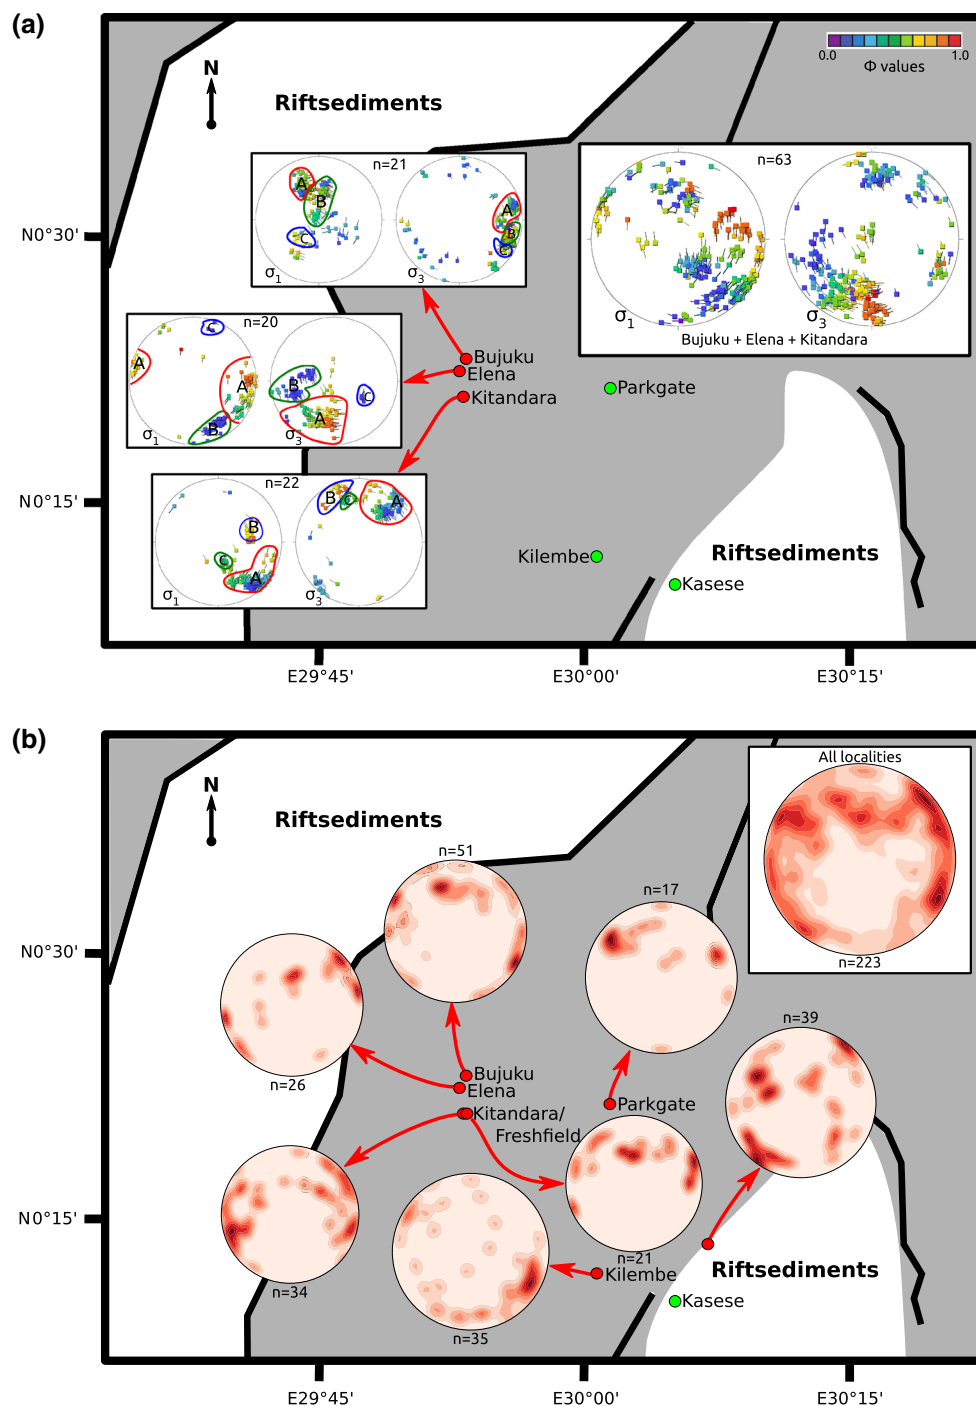 (a)
N
Riftsediments
0.0
1.0
Φ values
n=21
A
B
C
σ1
A
B
C
σ3
n=63
σ1
σ3
Bujuku + Elena + Kitandara
N0°30'
n=20
C
A
A
B
σ1
B
C
A
σ3
Bujuku
Elena
Kitandara
Parkgate
n=22
B
C
A
σ1
B
C
A
σ3
N0°15'
Kilembe
Riftsediments
Kasese
E29°45'
E30°00'
E30°15'
(b)
N
Riftsediments
All localities
n=223
n=51
n=17
N0°30'
n=26
n=39
Bujuku
Elena
Kitandara/
Freshfield
Parkgate
N0°15'
n=34
n=21
Kilembe
n=35
Riftsediments
Kasese
E29°45'
E30°00'
E30°15'